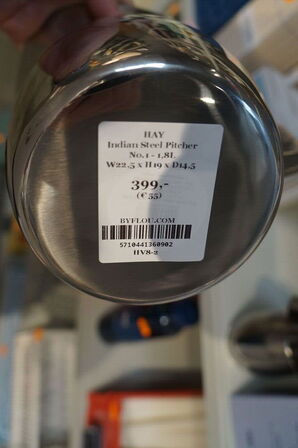 HAY
Indian Steel Pitcher
No.1 - 1,8L
W22,5 x H19 x D14,5
399,-
(€ 55)
BYFLOU.COM
5710441360902
HV8-2